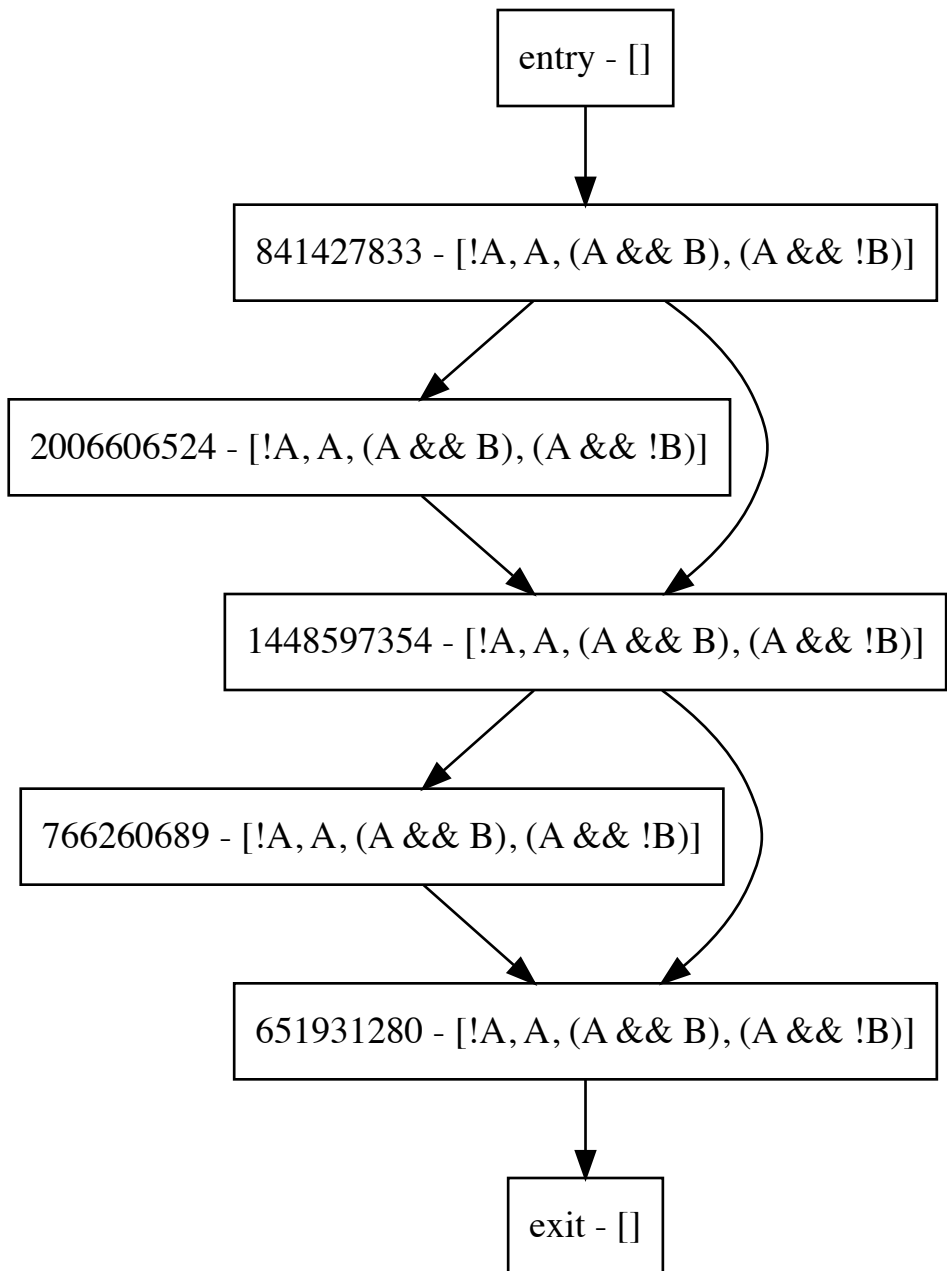 entry - []
841427833 - [!A, A, (A && B), (A && !B)]
2006606524 - [!A, A, (A && B), (A && !B)]
1448597354 - [!A, A, (A && B), (A && !B)]
766260689 - [!A, A, (A && B), (A && !B)]
651931280 - [!A, A, (A && B), (A && !B)]
exit - []